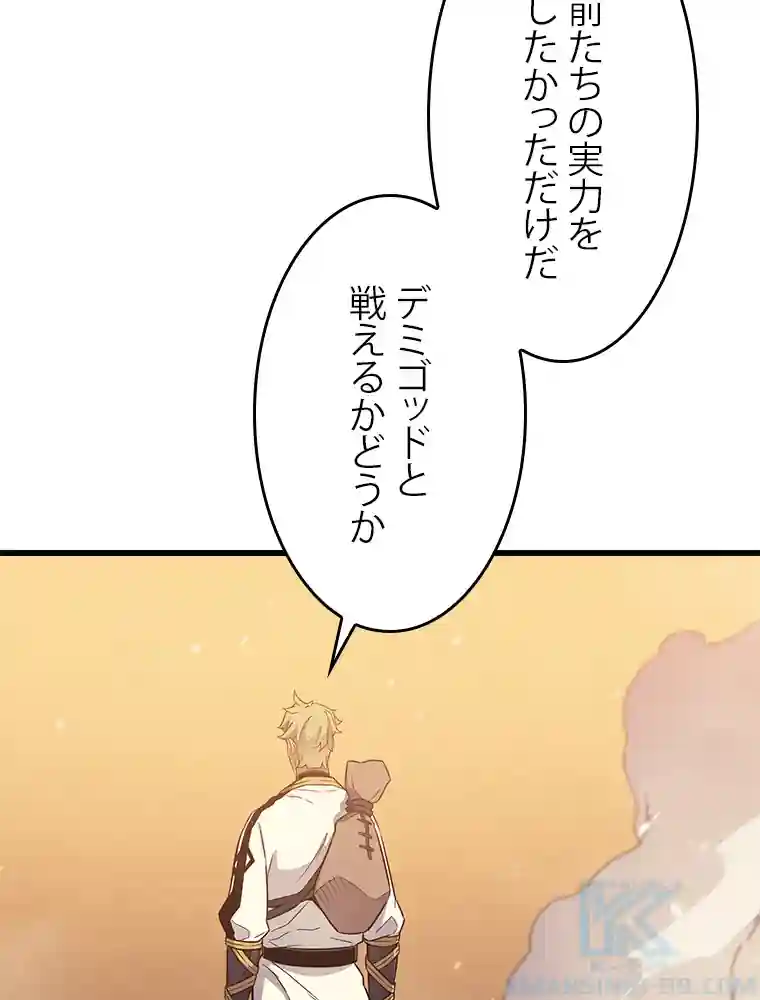 前たちの実力を
したかっただけだ
デミゴッドと
戦えるかどうか